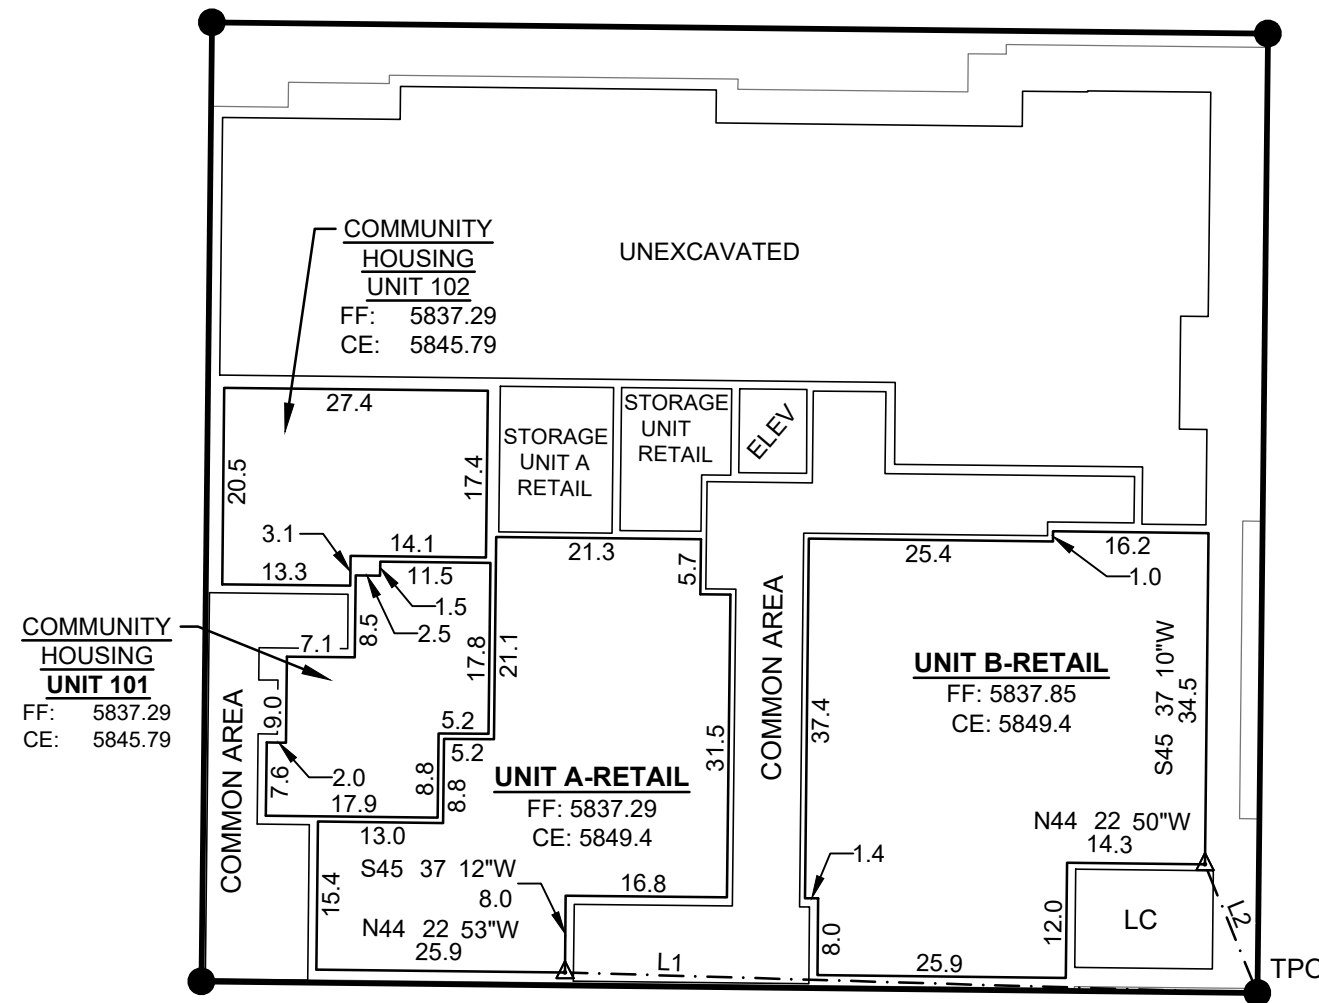 COMMUNITY
HOUSING
UNIT 102
FF: 5837.29
CE: 5845.79
UNEXCAVATED
27.4
20.5
17.4
3.1
14.1
13.3
STORAGE
UNIT A
RETAIL
STORAGE
UNIT
RETAIL
ELEV
COMMUNITY
HOUSING
UNIT 101
FF: 5837.29
CE: 5845.79
11.5
1.5
2.5
8.5
7.1
9.0
17.8
5.2
2.0
7.6
8.8
17.9
COMMON AREA
21.3
5.7
21.1
31.5
5.2
8.8
UNIT A-RETAIL
FF: 5837.29
CE: 5849.4
13.0
S45 37 12"W
8.0
15.4
N44 22 53"W
25.9
16.8
L1
COMMON AREA
25.4
16.2
1.0
37.4
UNIT B-RETAIL
FF: 5837.85
CE: 5849.4
S45 37 10"W
34.5
N44 22 50"W
14.3
1.4
8.0
12.0
25.9
LC
L2
TPO